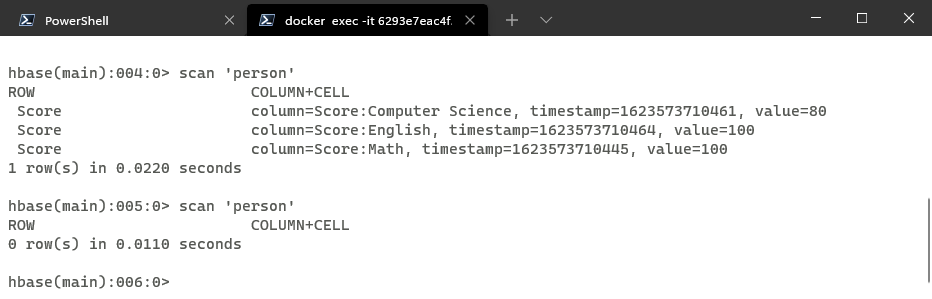 PowerShell
docker exec -it 6293e7eac4f.
hbase(main):004:0> scan 'person'
ROW                        COLUMN+CELL
 Score                     column=Score:Computer Science, timestamp=1623573710461, value=80
 Score                     column=Score:English, timestamp=1623573710464, value=100
 Score                     column=Score:Math, timestamp=1623573710445, value=100
1 row(s) in 0.0220 seconds
hbase(main):005:0> scan 'person'
ROW                        COLUMN+CELL
0 row(s) in 0.0110 seconds
hbase(main):006:0>